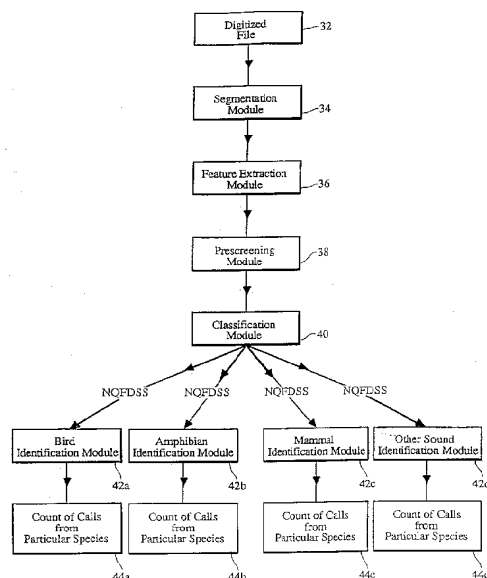 Digitized
File
32
Segmentation
Module
34
Feature Extraction
Module
36
Prescreening
Module
38
Classification
Module
40
NQFDSS
NQFDSS
NQFDSS
NQFDSS
Bird
Identification Module
42a
Amphibian
Identification Module
42b
Mammal
Identification Module
42c
Other Sound
Identification Module
Count of Calls
from
Particular Species
44a
Count of Calls
from
Particular Species
44b
Count of Calls
from
Particular Species
44c
Count of Calls
from
Particular Species